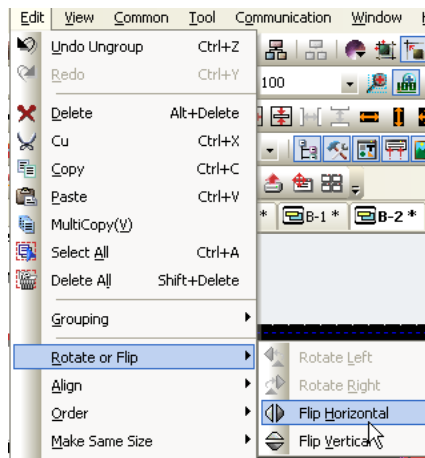 Edit View Common Tool Communication Window
Undo Ungroup Ctrl+Z
Redo Ctrl+Y
100
Delete Alt+Delete
Cu Ctrl+X
Copy Ctrl+C
Paste Ctrl+V
* B-1 * B-2 *
MultiCopy(V)
Select All Ctrl+A
Delete All Shift+Delete
Grouping
Rotate or Flip
Rotate Left
Align
Rotate Right
Order
Flip Horizontal
Make Same Size
Flip Vertical